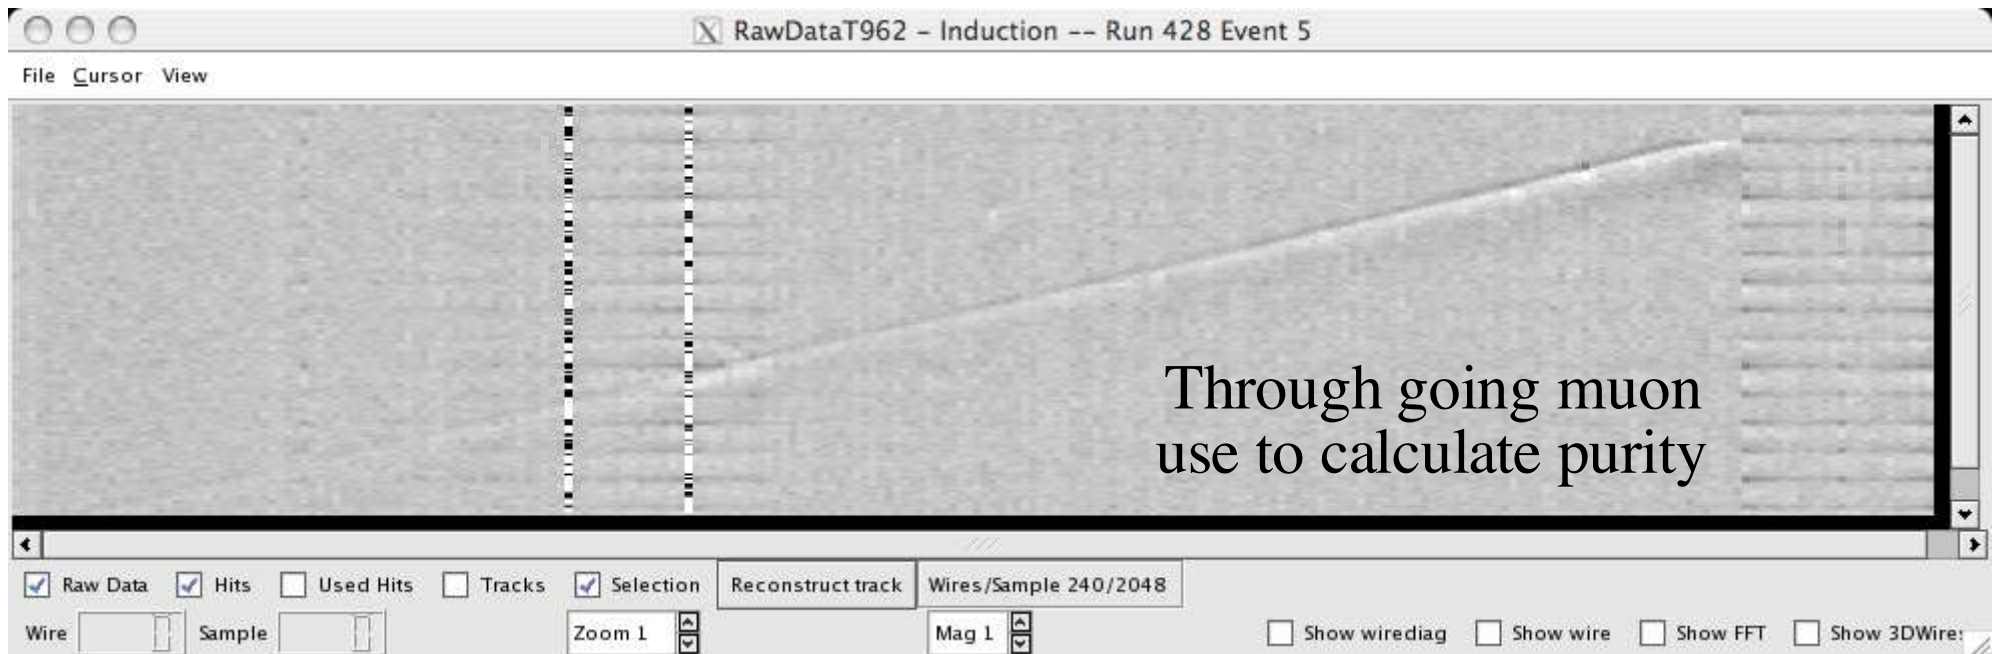 RawDataT962 - Induction -- Run 428 Event 5
File Cursor View
Through going muon
use to calculate purity
Raw Data Hits Used Hits Tracks Selection Reconstruct track Wires/Sample 240/2048
Wire Sample Zoom 1 Mag 1 Show wirediag Show wire Show FFT Show 3DWire